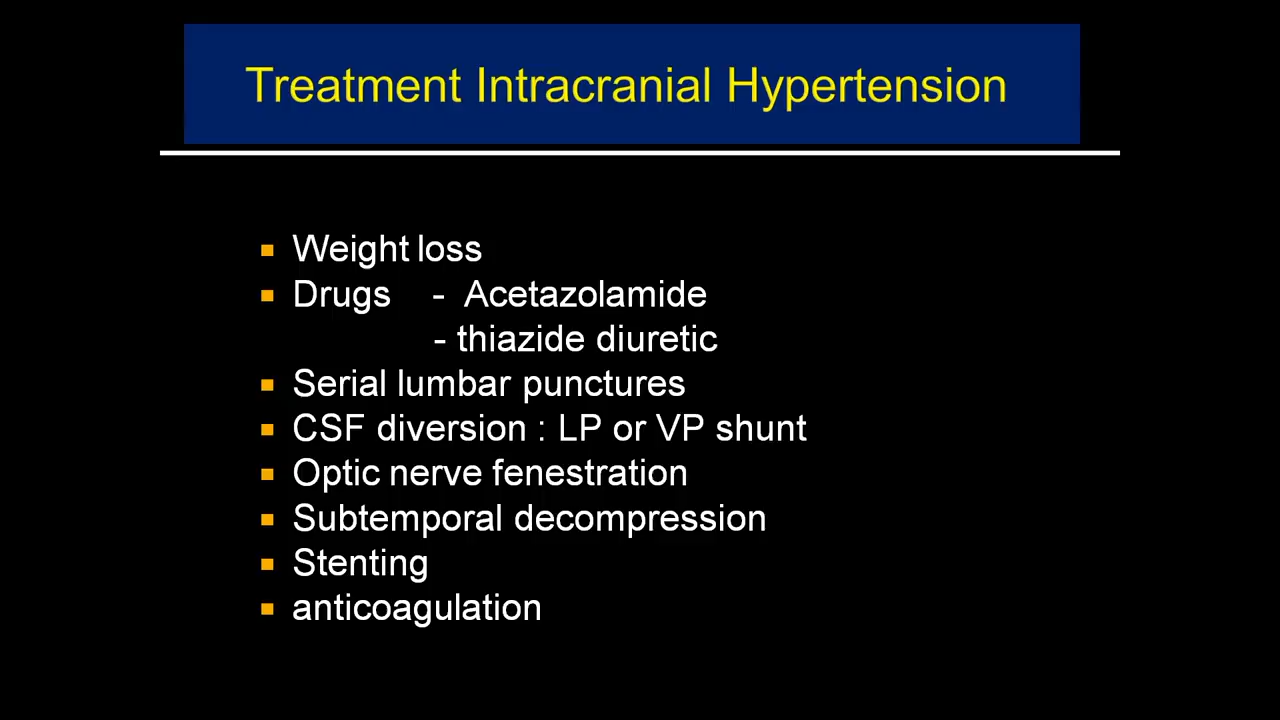 Treatment Intracranial Hypertension
Weight loss
Drugs - Acetazolamide
- thiazide diuretic
Serial lumbar punctures
CSF diversion : LP or VP shunt
Optic nerve fenestration
Subtemporal decompression
Stenting
anticoagulation